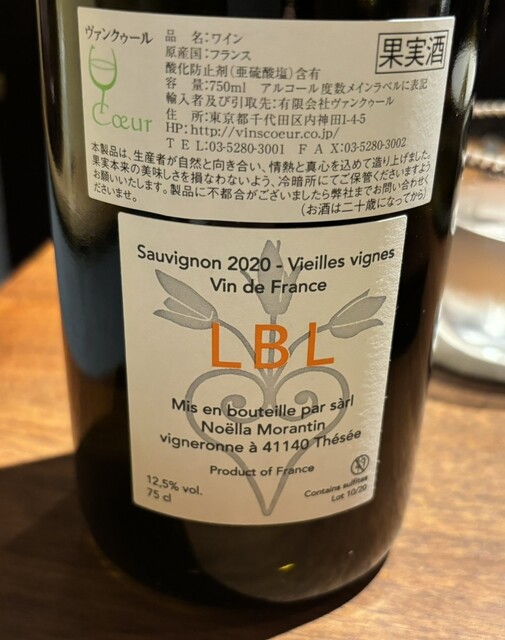 ヴァンクゥール
Cœur
品 名:ワイン
原産国:フランス
酸化防止剤(亜硫酸塩)含有
容 量:750ml アルコール度数メインラベルに表記
輸入者及び引取先:有限会社ヴァンクゥール
住 所:東京都千代田区内神田1-4-5
HP:http://vinscoeur.co.jp/
TEL:03-5280-3001 FAX:03-5280-3002
果実酒
本製品は、生産者が自然と向き合い、情熱と真心を込めて造り上げました。
果実本来の美味しさを損なわないよう、冷暗所にてご保管くださいますよう
お願いいたします。製品に不都合がございましたら弊社までお問い合わせく
ださいませ。
(お酒は二十歳になってから)
Sauvignon 2020 - Vieilles vignes
Vin de France
LBL
Mis en bouteille par sàrl
Noëlla Morantin
vigneronne à 41140 Thésée
Product of France
12,5% vol.
75 cl
Contains sulfites
Lot 10/20